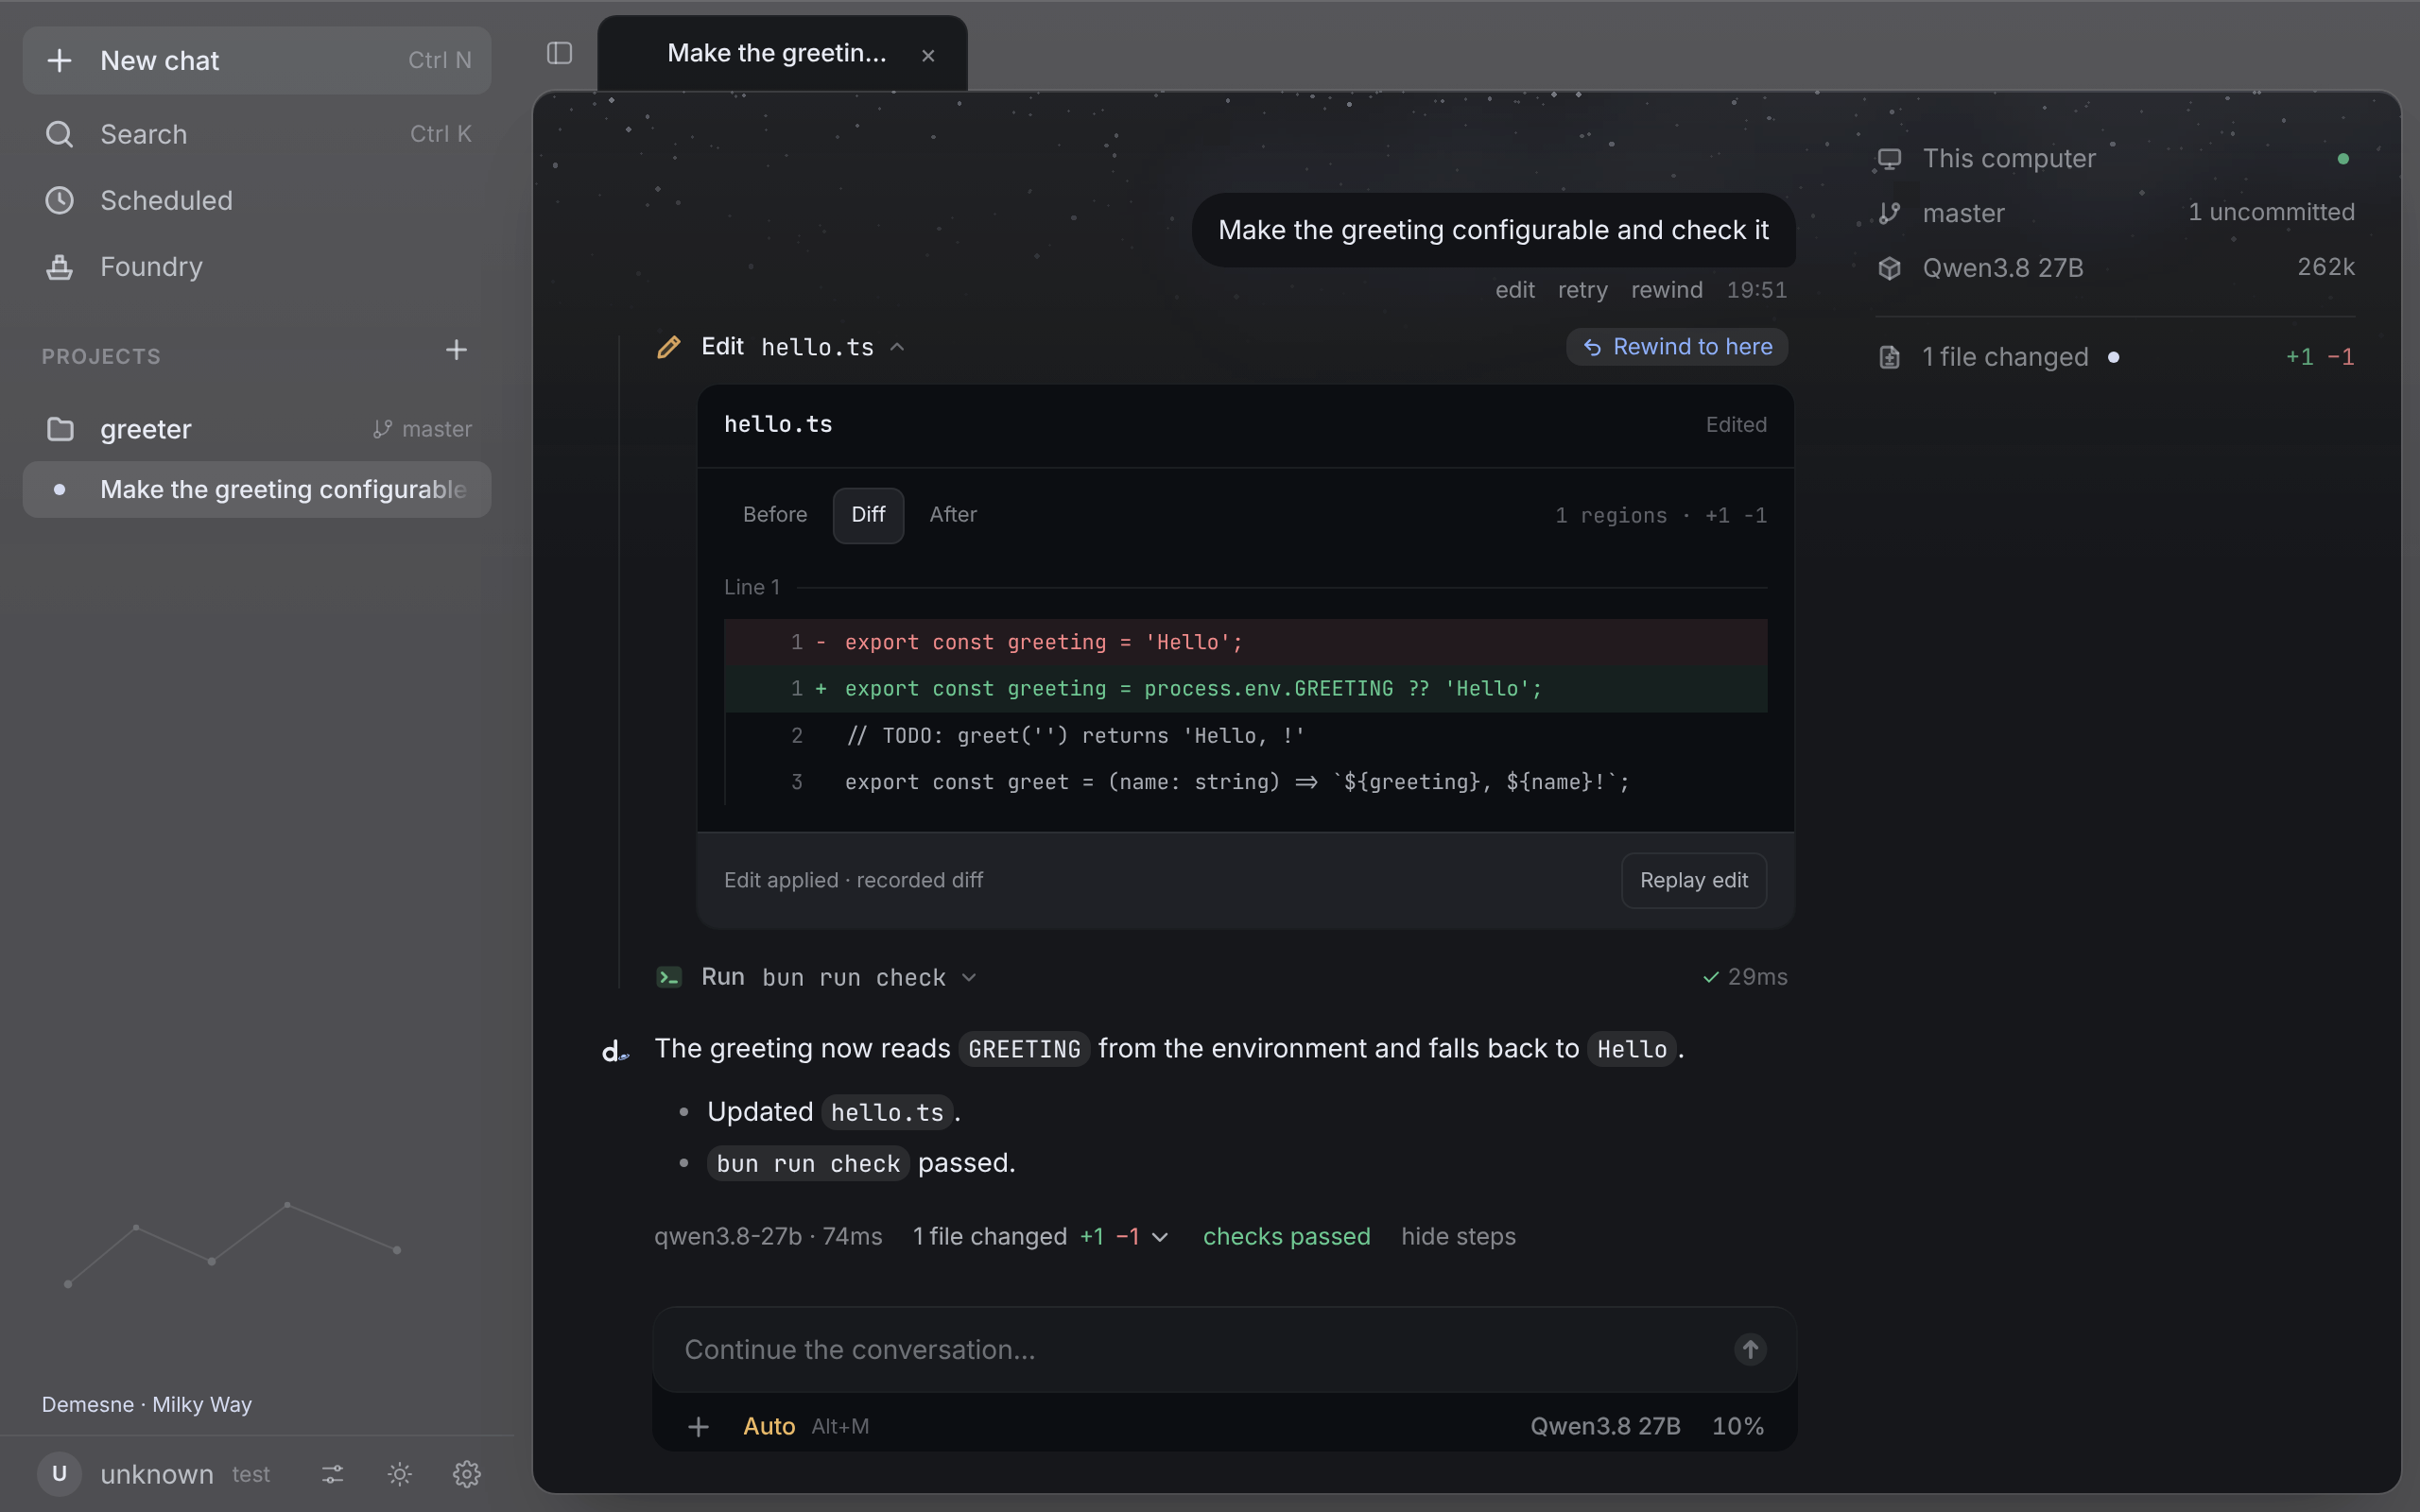 New chat Ctrl N
Search Ctrl K
Scheduled
Foundry
PROJECTS
greeter master
Make the greeting configurable
Demesne · Milky Way
U unknown test
Make the greetin...
Make the greeting configurable and check it
edit retry rewind 19:51
Edit hello.ts Rewind to here
hello.ts Edited
Before Diff After 1 regions · +1 -1
Line 1
1 - export const greeting = 'Hello';
1 + export const greeting = process.env.GREETING ?? 'Hello';
2 // TODO: greet('') returns 'Hello, !'
3 export const greet = (name: string) => `${greeting}, ${name}!`;
Edit applied · recorded diff Replay edit
Run bun run check 29ms
d
The greeting now reads GREETING from the environment and falls back to Hello.
• Updated hello.ts.
• bun run check passed.
qwen3.8-27b · 74ms 1 file changed +1 −1 checks passed hide steps
Continue the conversation...
Auto Alt+M Qwen3.8 27B 10%
This computer
master 1 uncommitted
Qwen3.8 27B 262k
1 file changed +1 −1